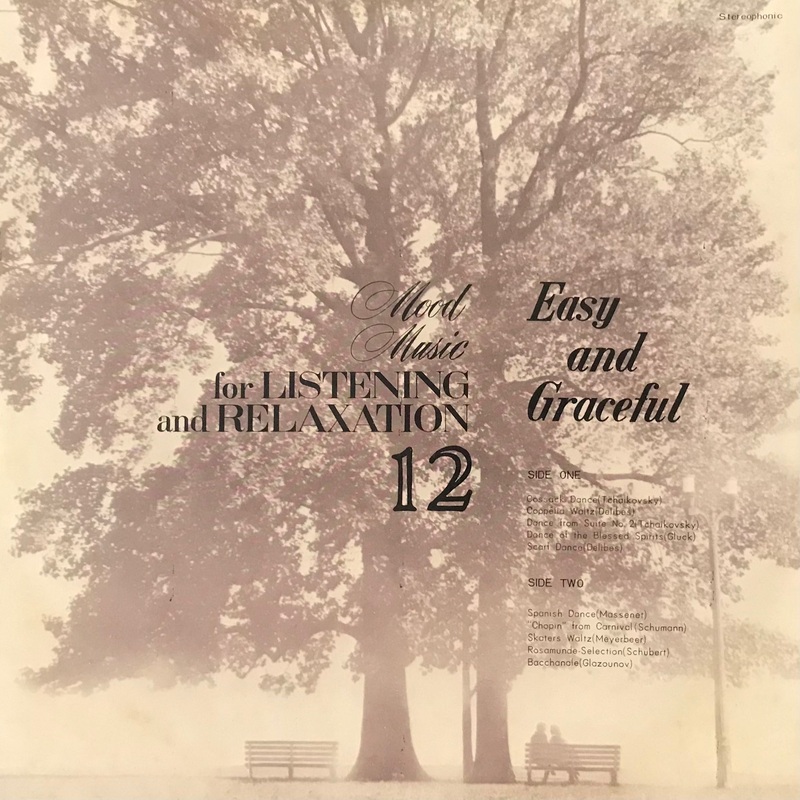 Stereophonic
Mood
Music
for LISTENING
and RELAXATION
12
Easy
and
Graceful
SIDE ONE
Dance(Tchaikovsky)
Coppélia Waltz(Delibes)
Dance from Suite No. 2(Tchaikovsky)
Dance of the Blessed Spirits(Gluck)
Scarf Dance(Delibes)
SIDE TWO
Spanish Dance(Massenet)
"Chopin" from Carnival(Schumann)
Skaters Waltz(Meyerbeer)
Rosamunde-Selection(Schubert)
Bacchanale(Glazounov)